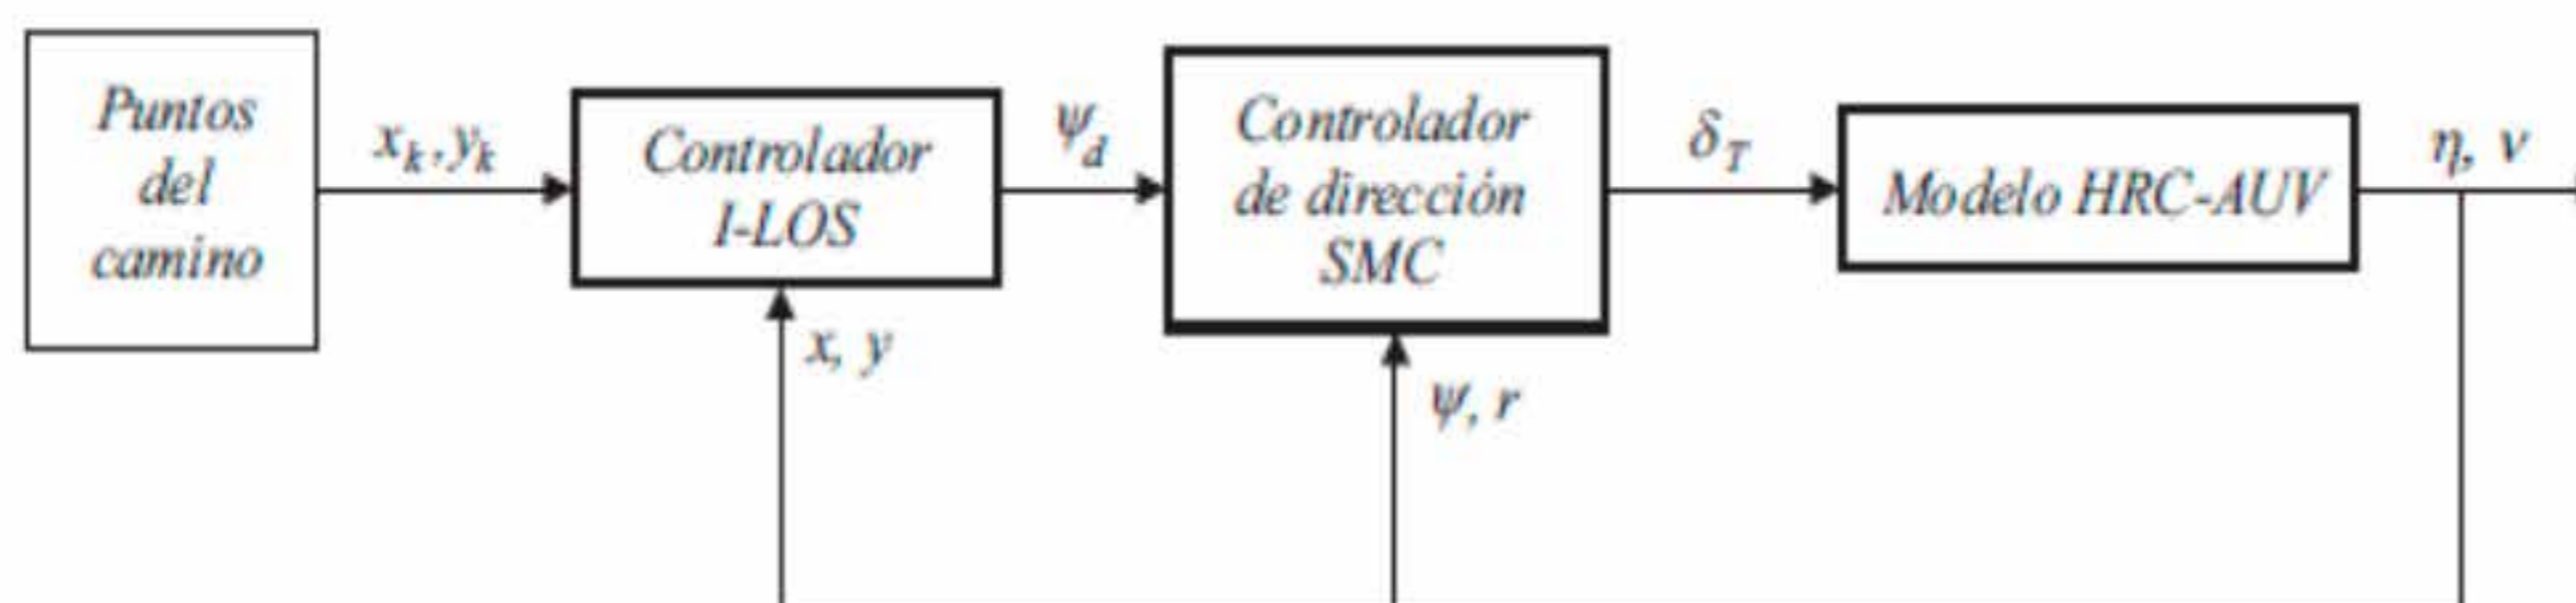 Puntos
del
camino
x_k, y_k
Controlador
I-LOS
ψ_d
Controlador
de dirección
SMC
δ_T
Modelo HRC-AUV
η, ν
x, y
ψ, r